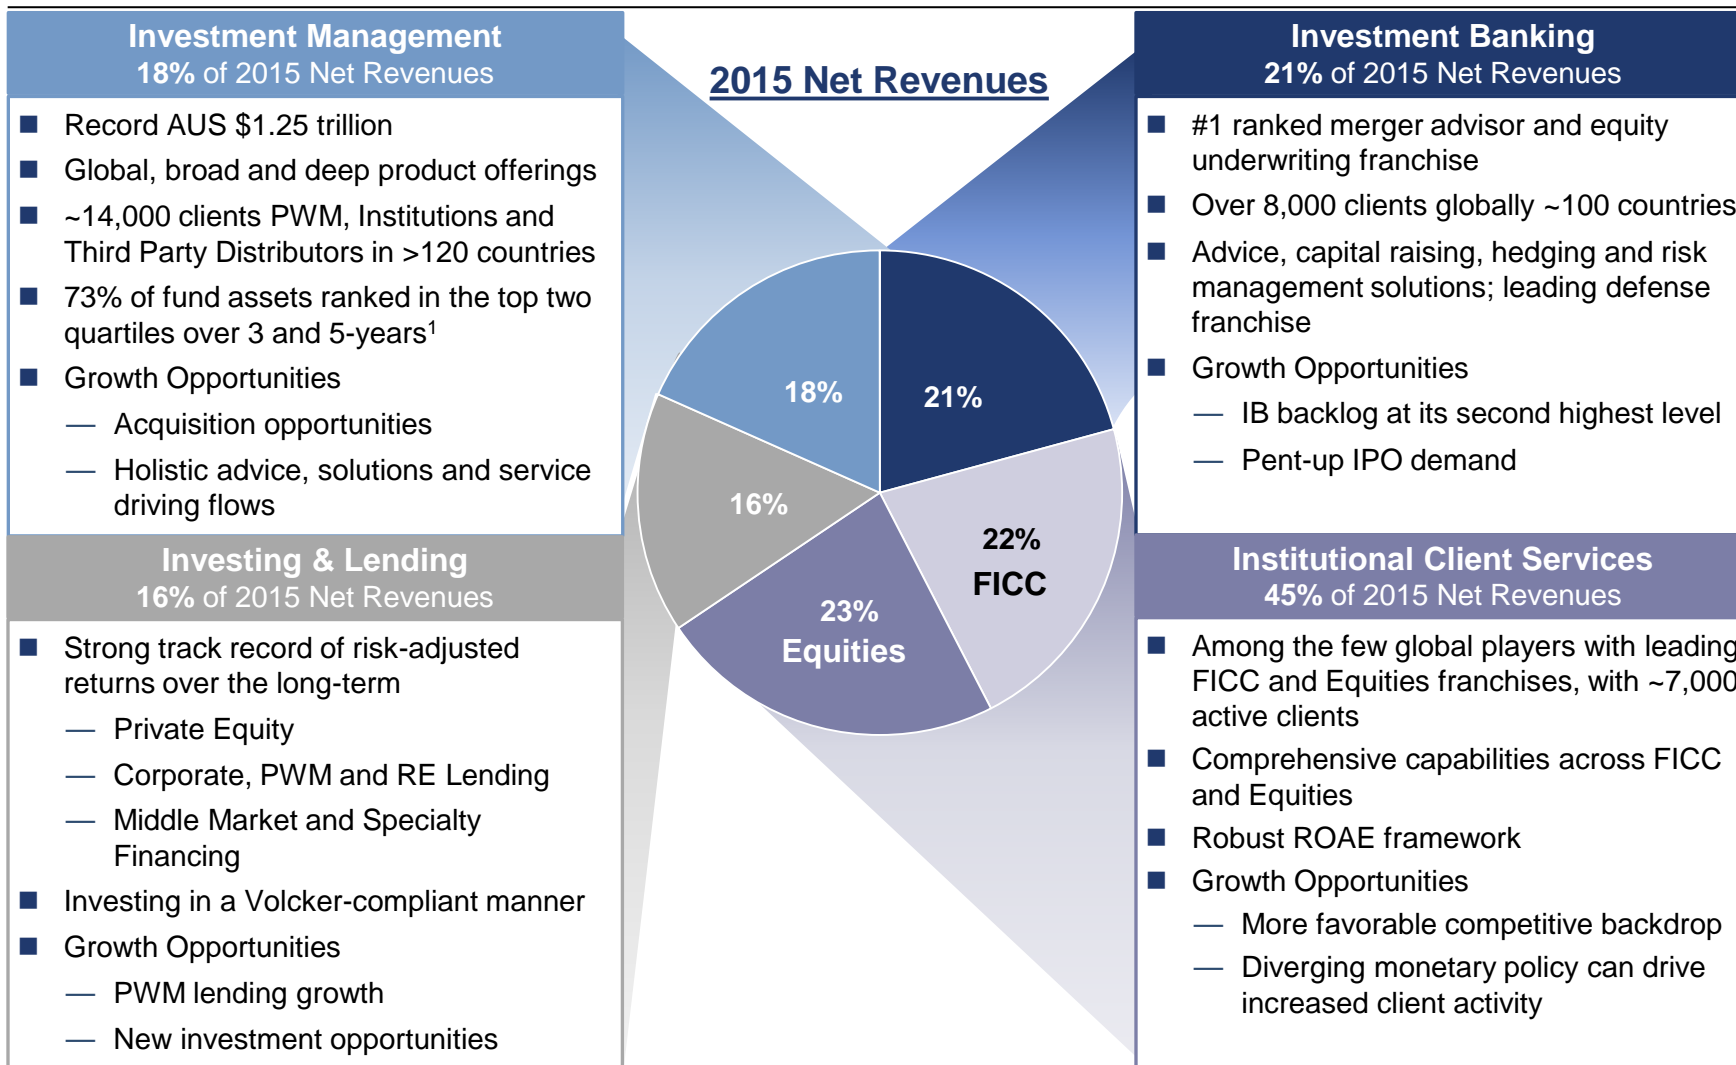 Investment Management
18% of 2015 Net Revenues
■ Record AUS $1.25 trillion
■ Global, broad and deep product offerings
■ ~14,000 clients PWM, Institutions and
Third Party Distributors in >120 countries
■ 73% of fund assets ranked in the top two
quartiles over 3 and 5-years¹
■ Growth Opportunities
— Acquisition opportunities
— Holistic advice, solutions and service
driving flows
Investing & Lending
16% of 2015 Net Revenues
■ Strong track record of risk-adjusted
returns over the long-term
— Private Equity
— Corporate, PWM and RE Lending
— Middle Market and Specialty
Financing
■ Investing in a Volcker-compliant manner
■ Growth Opportunities
— PWM lending growth
— New investment opportunities
2015 Net Revenues
18%
21%
16%
22%
FICC
23%
Equities
Investment Banking
21% of 2015 Net Revenues
■ #1 ranked merger advisor and equity
underwriting franchise
■ Over 8,000 clients globally ~100 countries
■ Advice, capital raising, hedging and risk
management solutions; leading defense
franchise
■ Growth Opportunities
— IB backlog at its second highest level
— Pent-up IPO demand
Institutional Client Services
45% of 2015 Net Revenues
■ Among the few global players with leading
FICC and Equities franchises, with ~7,000
active clients
■ Comprehensive capabilities across FICC
and Equities
■ Robust ROAE framework
■ Growth Opportunities
— More favorable competitive backdrop
— Diverging monetary policy can drive
increased client activity